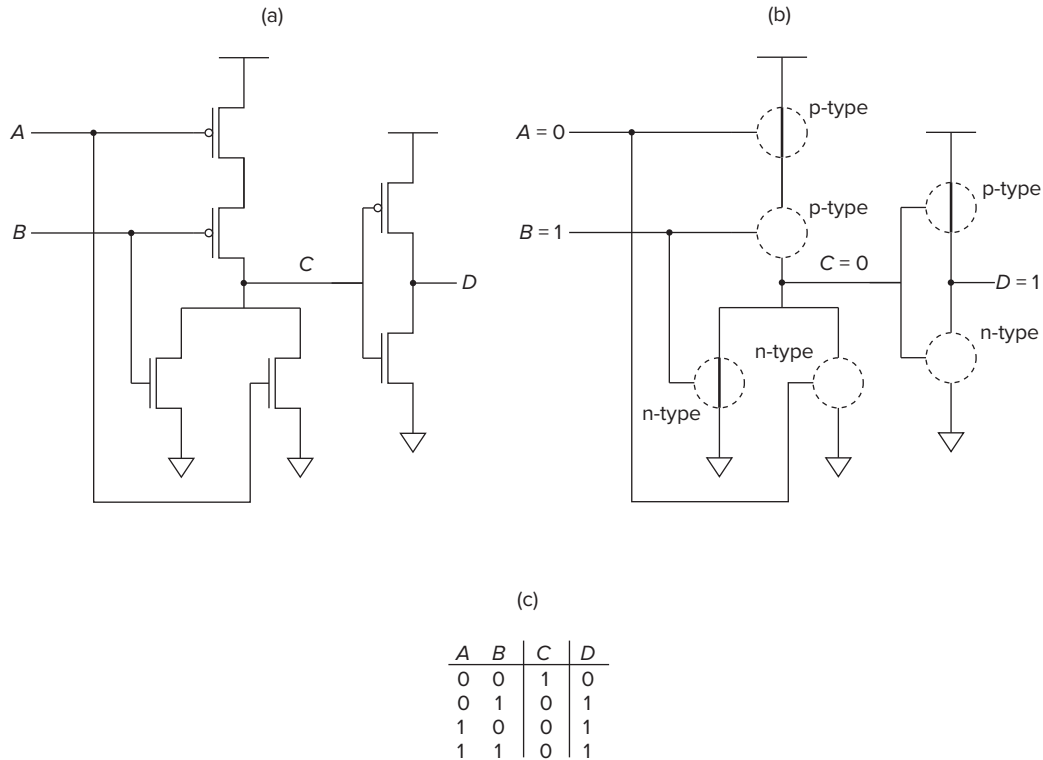 (a)
A
B
C
D
(b)
p-type
A = 0
p-type
p-type
B = 1
C = 0
D = 1
n-type
n-type
n-type
(c)
A B C D
0 0 1 0
0 1 0 1
1 0 0 1
1 1 0 1